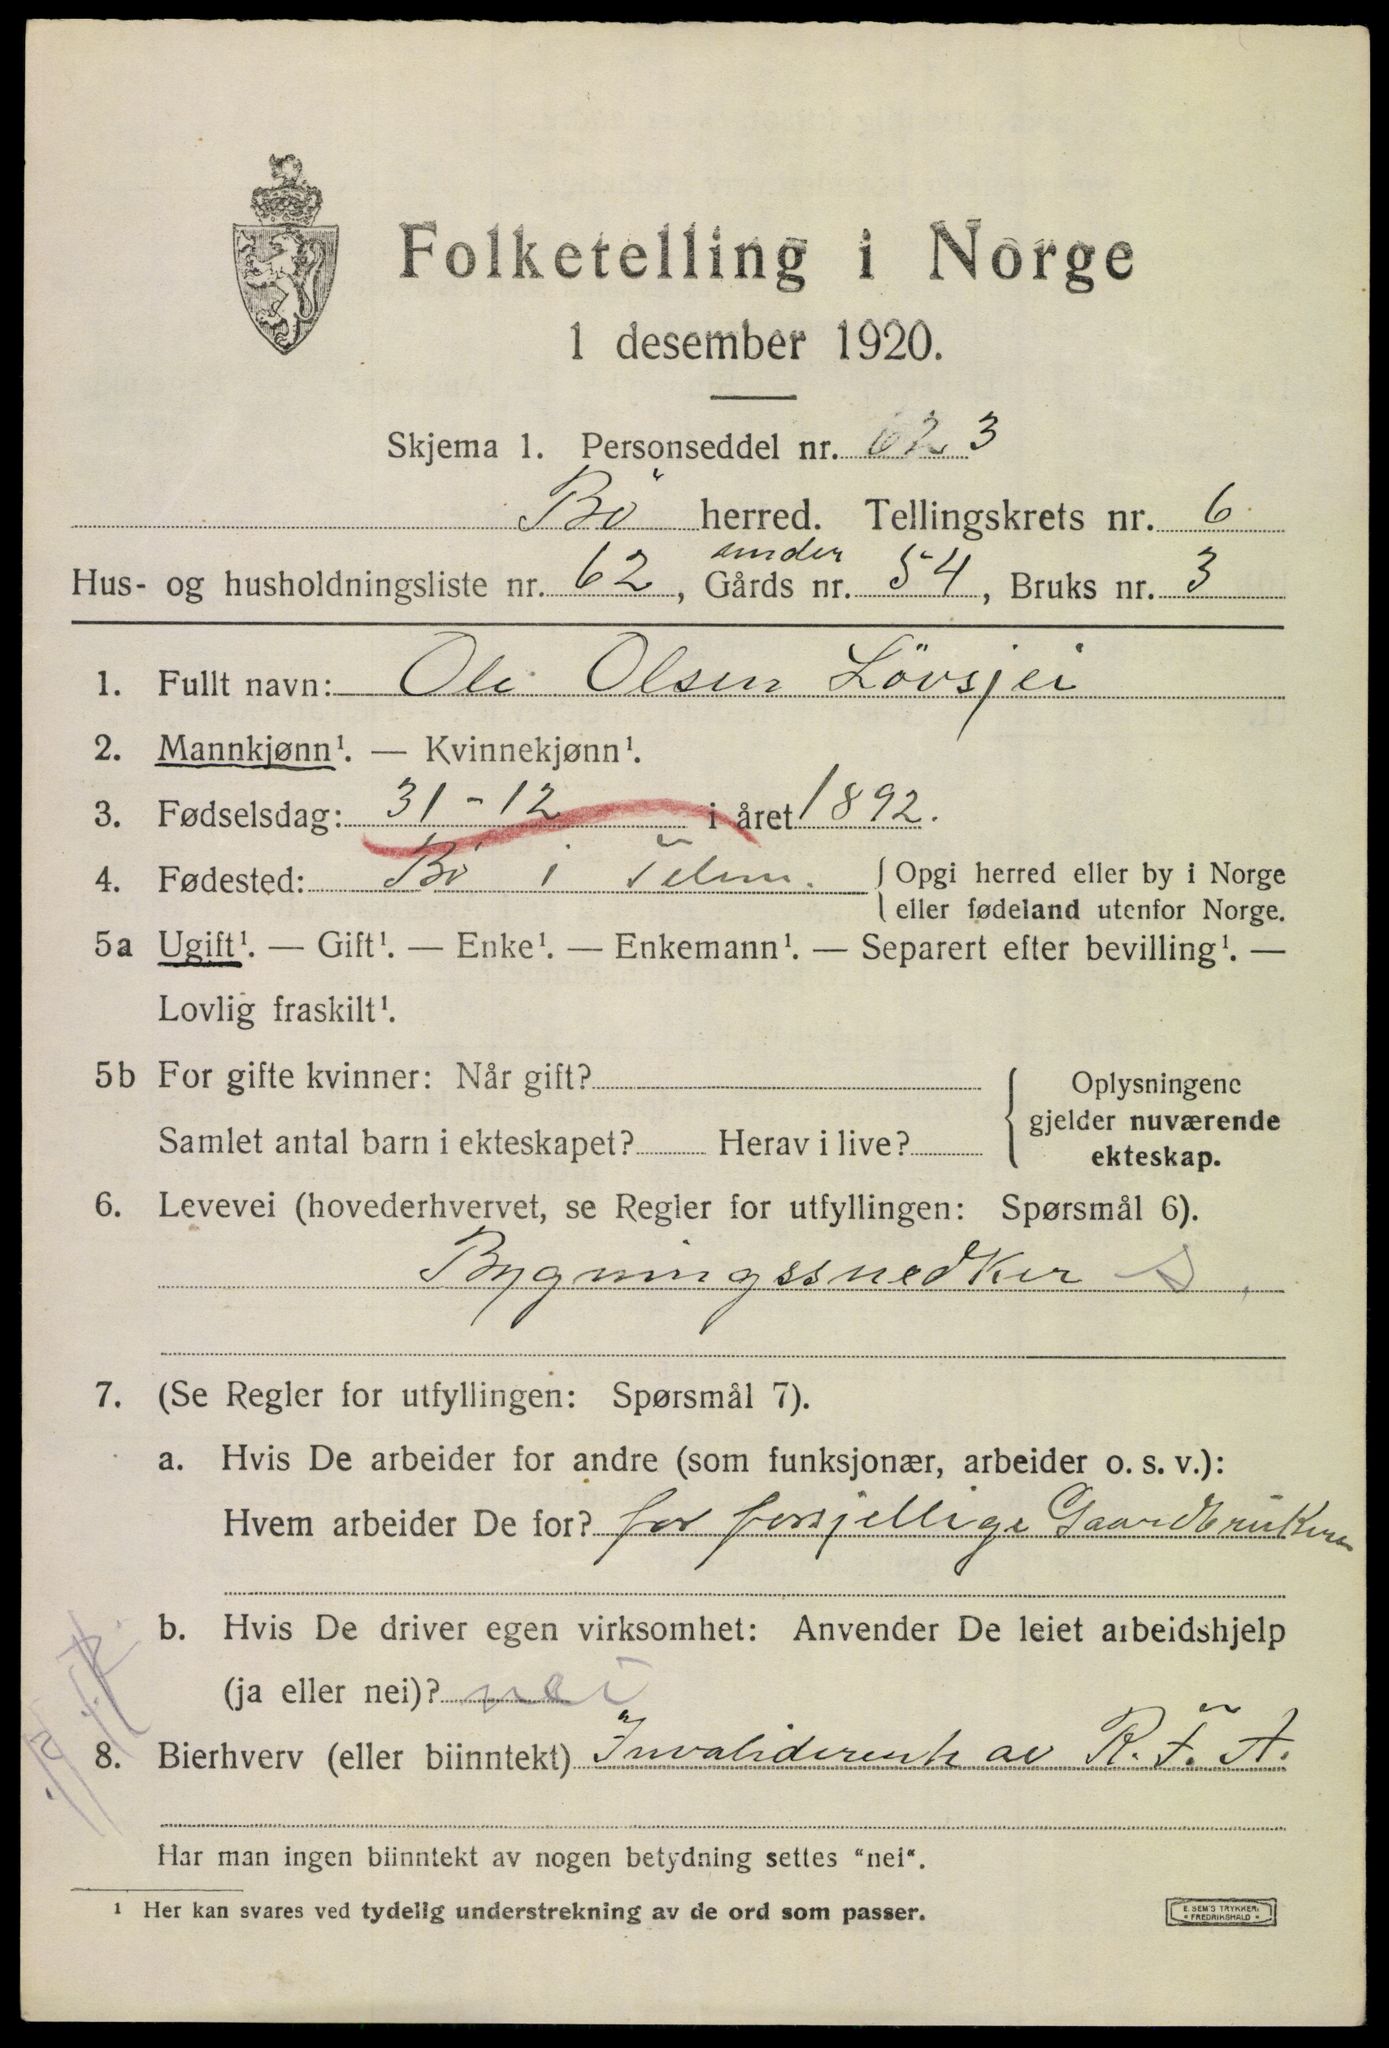 Folketelling i Norge
1 desember 1920.
Skjema 1. Personseddel nr. 623
Bö herred. Tellingskrets nr. 6
under
Hus- og husholdningsliste nr. 62, Gårds nr. 54, Bruks nr. 3
1. Fullt navn: Ole Olsen Lövsjei
2. Mannkjønn¹. — Kvinnekjønn¹.
3. Fødselsdag: 31-12 i året 1892.
4. Fødested: Bö i Telem. { Opgi herred eller by i Norge
eller fødeland utenfor Norge.
5a Ugift¹. — Gift¹. — Enke¹. — Enkemann¹. — Separert efter bevilling¹. —
Lovlig fraskilt¹.
5b For gifte kvinner: Når gift? { Oplysningene
gjelder nuværende
ekteskap.
Samlet antal barn i ekteskapet? Herav i live?
6. Levevei (hovederhvervet, se Regler for utfyllingen: Spørsmål 6).
Bygningssnedker s
7. (Se Regler for utfyllingen: Spørsmål 7).
a. Hvis De arbeider for andre (som funksjonær, arbeider o. s. v.):
Hvem arbeider De for? for forsjellige Gaardbrukere
b. Hvis De driver egen virksomhet: Anvender De leiet arbeidshjelp
(ja eller nei)? nei
8. Bierhverv (eller biinntekt) Invaliderente av R. F. A.
Har man ingen biinntekt av nogen betydning settes "nei".
¹ Her kan svares ved tydelig understrekning av de ord som passer.
E. SEM'S TRYKKERI
• FREDRIKSHALD •